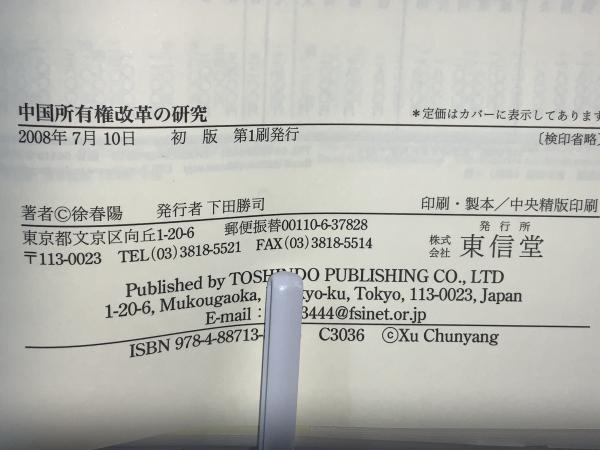 中国所有権改革の研究
＊定価はカバーに表示してあります
2008年7月10日　初　版　第1刷発行
〔検印省略〕
著者©徐春陽　発行者 下田勝司
印刷・製本／中央精版印刷
東京都文京区向丘1-20-6　郵便振替00110-6-37828
〒113-0023　TEL(03)3818-5521　FAX(03)3818-5514
発行所
株式会社 東信堂
Published by TOSHINDO PUBLISHING CO., LTD
1-20-6, Mukougaoka, kyo-ku, Tokyo, 113-0023, Japan
E-mail : 3444@fsinet.or.jp
ISBN 978-4-88713- C3036 ©Xu Chunyang